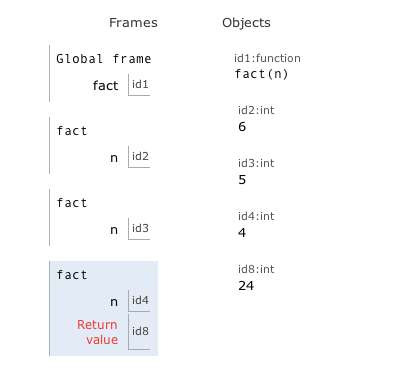 Frames Objects
Global frame
fact id1
fact
n id2
fact
n id3
fact
n id4
Return
value id8
id1:function
fact(n)
id2:int
6
id3:int
5
id4:int
4
id8:int
24